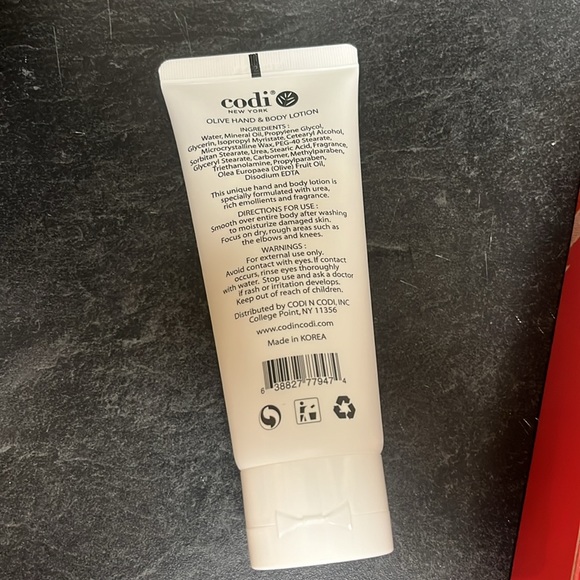 codi®
NEW YORK
OLIVE HAND & BODY LOTION
INGREDIENTS :
Water, Mineral Oil, Propylene Glycol,
Glycerin, Isopropyl Myristate, Cetearyl Alcohol,
Microcrystalline Wax, PEG-40 Stearate,
Sorbitan Stearate, Urea, Stearic Acid, Fragrance,
Glyceryl Stearate, Carbomer, Methylparaben,
Triethanolamine, Propylparaben,
Olea Europaea (Olive) Fruit Oil,
Disodium EDTA
This unique hand and body lotion is
specially formulated with urea,
rich emollients and fragrance.
DIRECTIONS FOR USE :
Smooth over entire body after washing
to moisturize damaged skin.
Focus on dry, rough areas such as
the elbows and knees.
WARNINGS :
For external use only.
Avoid contact with eyes. If contact
occurs, rinse eyes thoroughly
with water. Stop use and ask a doctor
if rash or irritation develops.
Keep out of reach of children.
Distributed by CODI N CODI, INC
College Point, NY 11356
www.codincodi.com
Made in KOREA
6 38827 77947 4